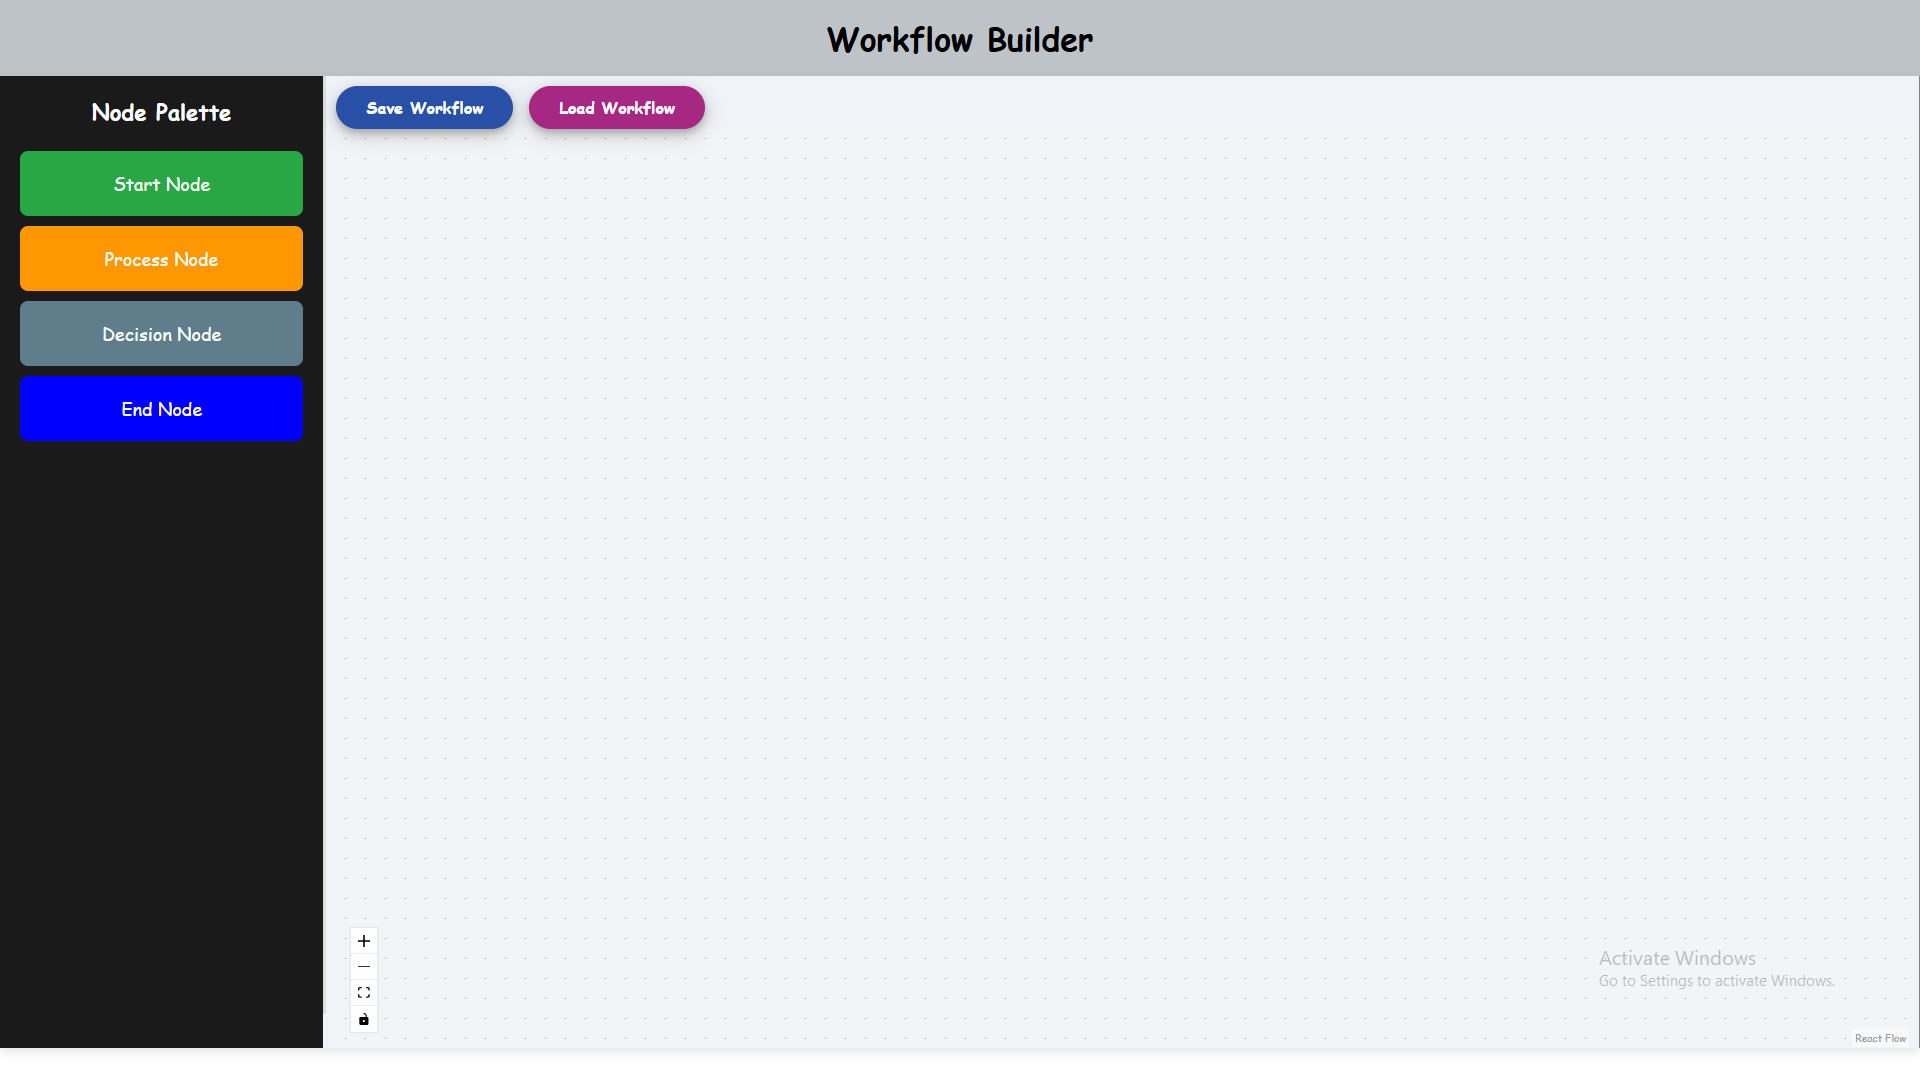 Workflow Builder
Node Palette
Save Workflow
Load Workflow
Start Node
Process Node
Decision Node
End Node
Activate Windows
Go to Settings to activate Windows.
React Flow